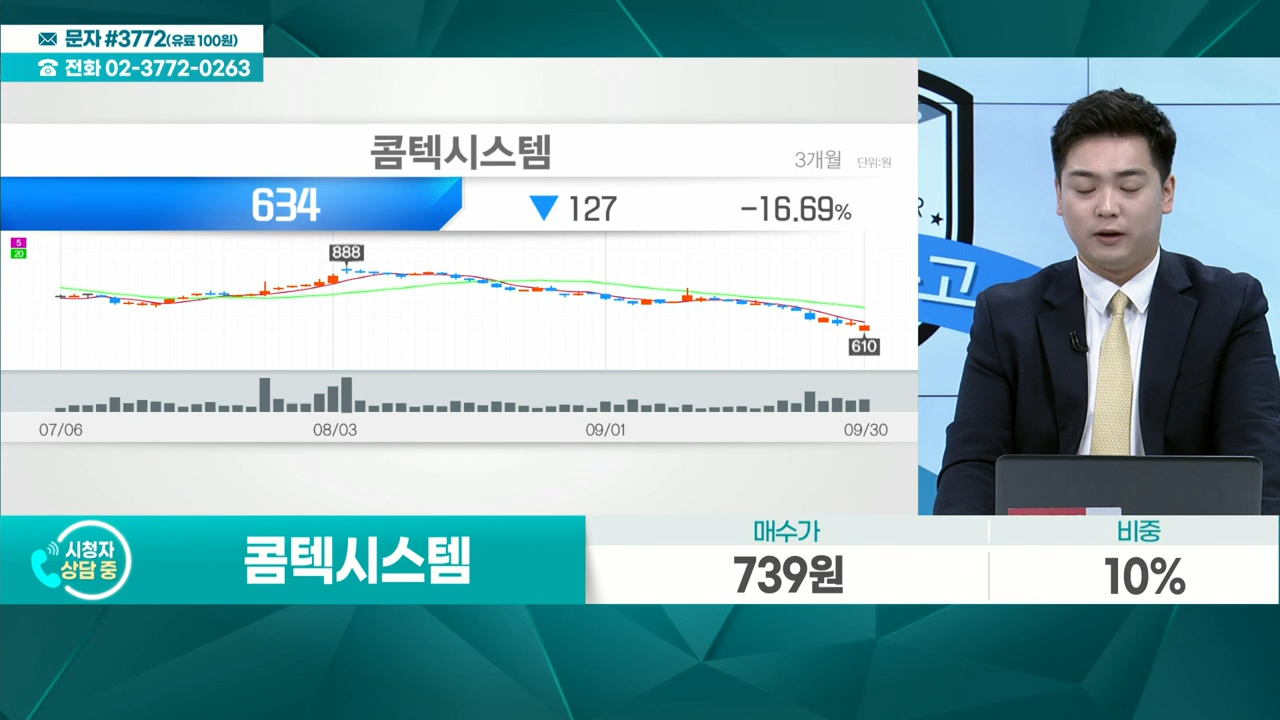 문자 #3772(유료 100원)
전화 02-3772-0263
콤텍시스템
3개월 단위:원
634 ▼127 -16.69%
5
20
888
610
07/06 08/03 09/01 09/30
고
시청자
상담 중
콤텍시스템
매수가 비중
739원 10%